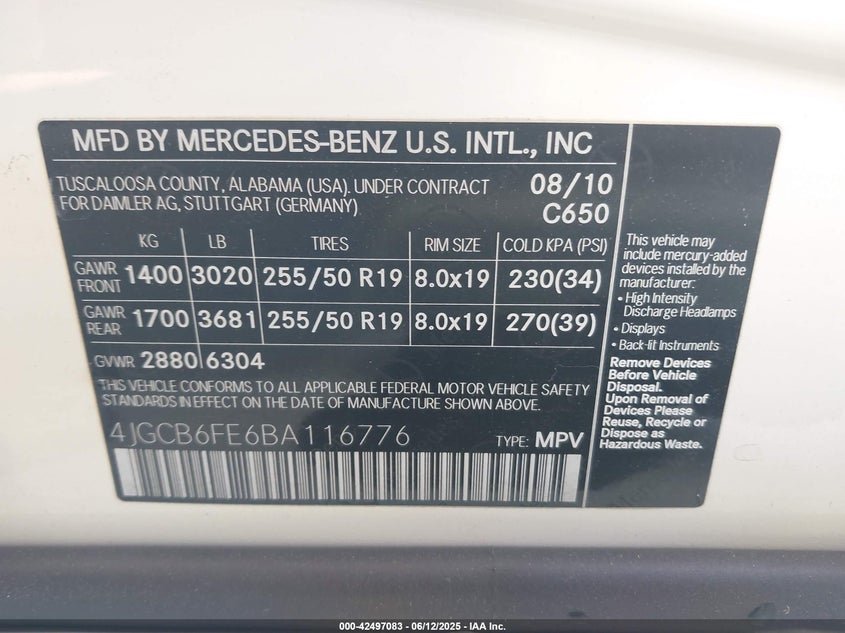 MFD BY MERCEDES-BENZ U.S. INTL., INC
TUSCALOOSA COUNTY, ALABAMA (USA). UNDER CONTRACT
FOR DAIMLER AG, STUTTGART (GERMANY)
08/10
C650
KG LB TIRES RIM SIZE COLD KPA (PSI)
GAWR FRONT 1400 3020 255/50 R19 8.0x19 230(34)
GAWR REAR 1700 3681 255/50 R19 8.0x19 270(39)
GVWR 2880 6304
THIS VEHICLE CONFORMS TO ALL APPLICABLE FEDERAL MOTOR VEHICLE SAFETY
STANDARDS IN EFFECT ON THE DATE OF MANUFACTURE SHOWN ABOVE.
4JGCB6FE6BA116776
TYPE: MPV
This vehicle may
include mercury-added
devices installed by the
manufacturer:
• High Intensity
Discharge Headlamps
• Displays
• Back-lit Instruments
Remove Devices
Before Vehicle
Disposal.
Upon Removal of
Devices Please
Reuse, Recycle or
Dispose as
Hazardous Waste.
000-42497083 - 06/12/2025 - IAA Inc.